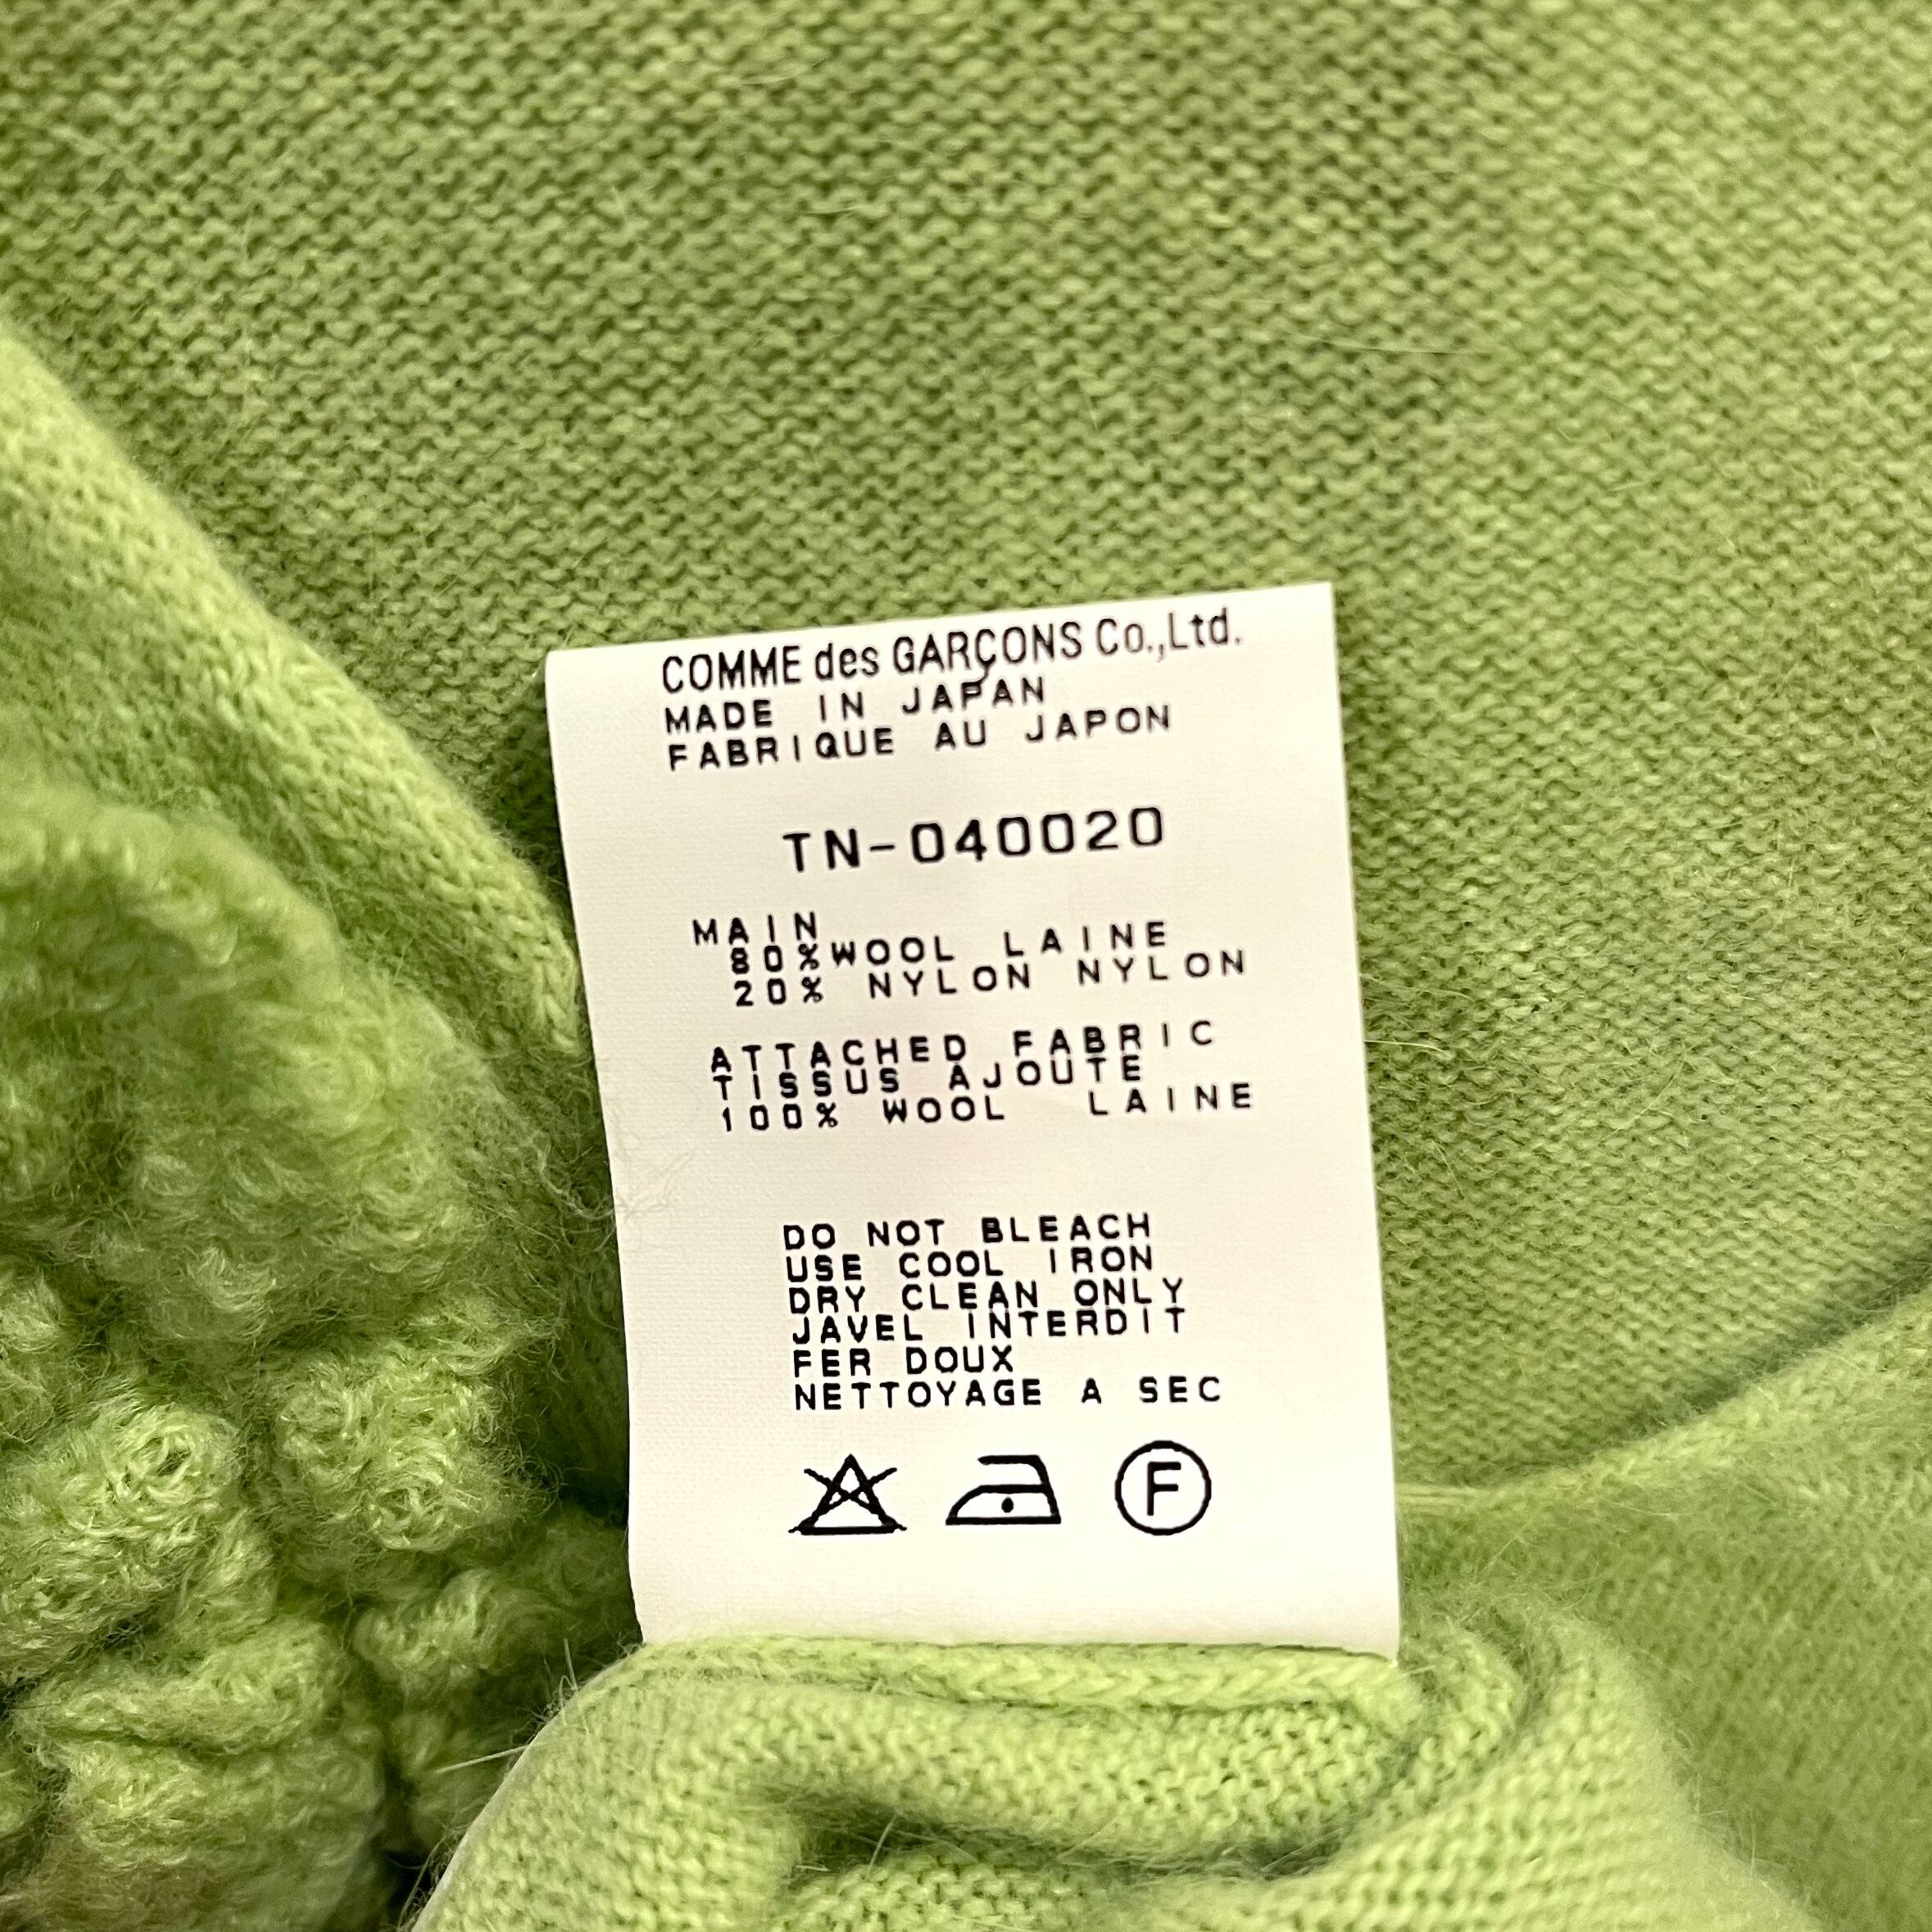 COMME des GARÇONS Co.,Ltd.
MADE IN JAPAN
FABRIQUE AU JAPON
TN-040020
MAIN
80%WOOL LAINE
20% NYLON NYLON
ATTACHED FABRIC
TISSUS AJOUTE
100% WOOL LAINE
DO NOT BLEACH
USE COOL IRON
DRY CLEAN ONLY
JAVEL INTERDIT
FER DOUX
NETTOYAGE A SEC
F